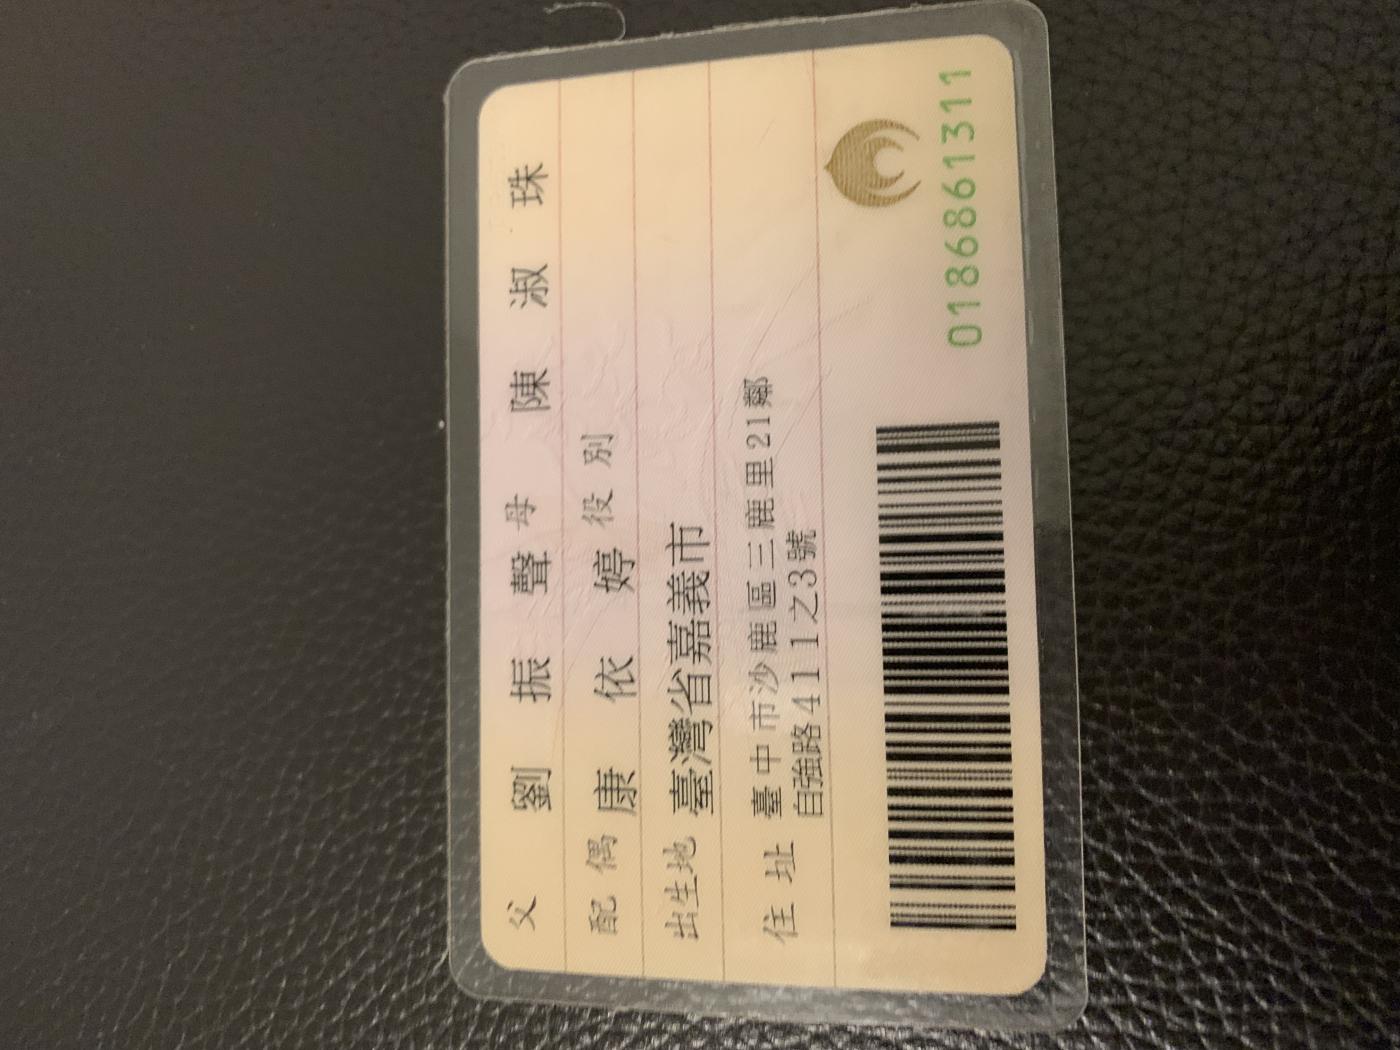 父 劉振聲 母 陳淑珠
配偶 康依婷 役別
出生地 臺灣省嘉義市
住址 臺中市沙鹿區三鹿里21鄰
自強路411之3號
0186861311